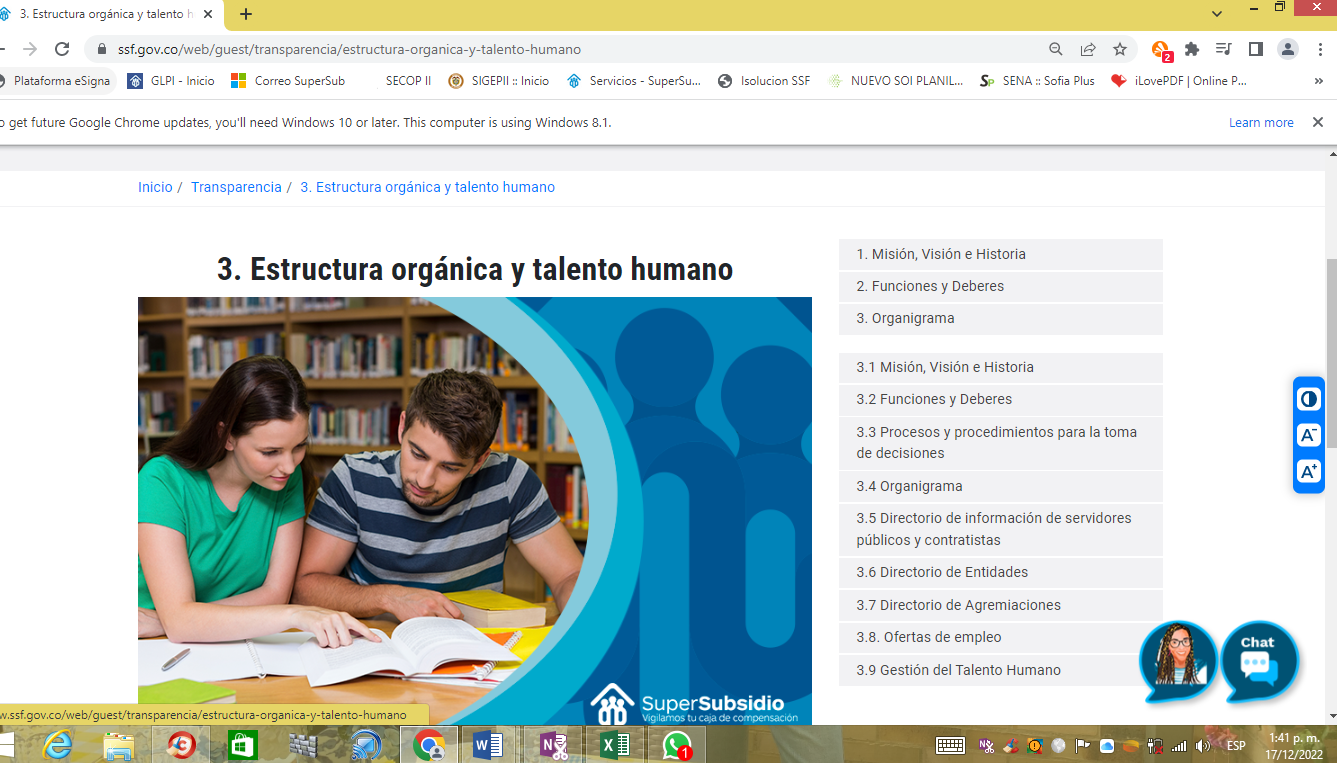 3. Estructura orgánica y talento h
ssf.gov.co/web/guest/transparencia/estructura-organica-y-talento-humano
2
Plataforma eSigna
GLPI - Inicio
Correo SuperSub
SECOP II
SIGEPII :: Inicio
Servicios - SuperSu...
Isolucion SSF
NUEVO SOI PLANIL...
SENA :: Sofia Plus
iLovePDF | Online P...
»
o get future Google Chrome updates, you'll need Windows 10 or later. This computer is using Windows 8.1.
Learn more
Inicio / Transparencia / 3. Estructura orgánica y talento humano
3. Estructura orgánica y talento humano
SuperSubsidio
Vigilamos tu caja de compensación
1. Misión, Visión e Historia
2. Funciones y Deberes
3. Organigrama
3.1 Misión, Visión e Historia
3.2 Funciones y Deberes
3.3 Procesos y procedimientos para la toma
de decisiones
3.4 Organigrama
3.5 Directorio de información de servidores
públicos y contratistas
3.6 Directorio de Entidades
3.7 Directorio de Agremiaciones
3.8. Ofertas de empleo
3.9 Gestión del Talento Humano
A-
A+
Chat
w.ssf.gov.co/web/guest/transparencia/estructura-organica-y-talento-humano
1
ESP
1:41 p. m.
17/12/2022